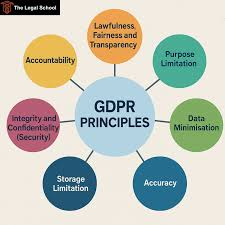 The Legal School
Lawfulness,
Fairness and
Transparency
Accountability
Purpose
Limitation
GDPR
PRINCIPLES
Integrity and
Confidentiality
(Security)
Data
Minimisation
Storage
Limitation
Accuracy